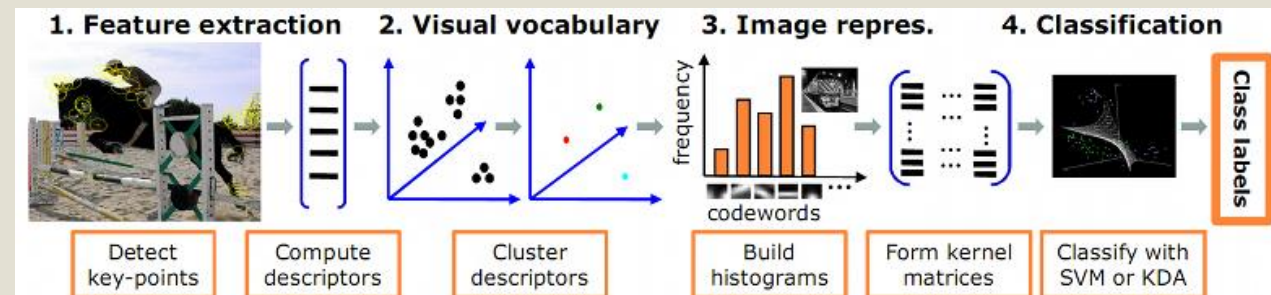 1. Feature extraction
2. Visual vocabulary
3. Image repres.
4. Classification
frequency
codewords
Class labels
Detect
key-points
Compute
descriptors
Cluster
descriptors
Build
histograms
Form kernel
matrices
Classify with
SVM or KDA